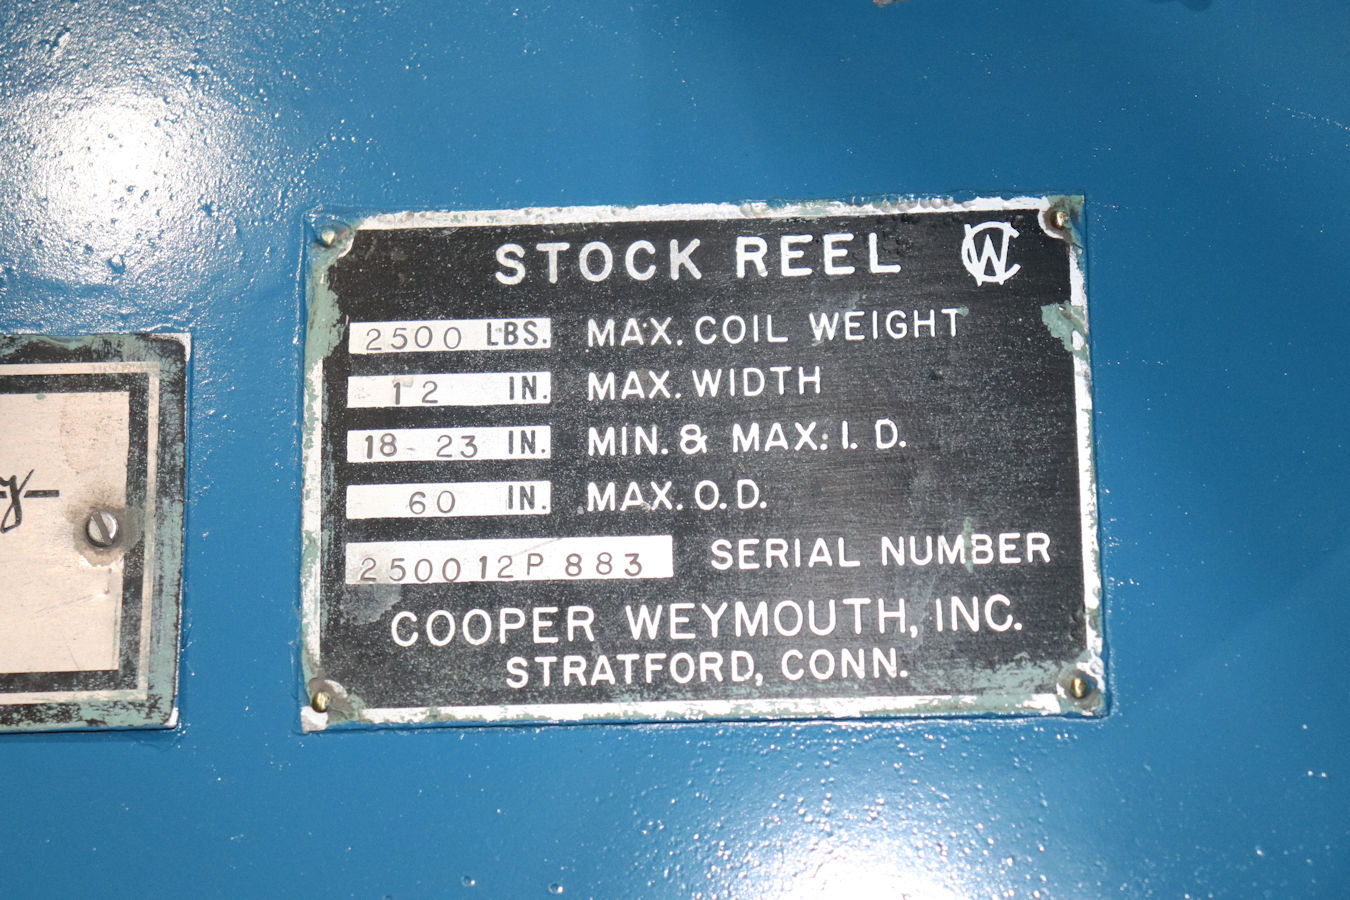 STOCK REEL CW
2500 LBS. MAX. COIL WEIGHT
12 IN. MAX. WIDTH
18-23 IN. MIN. & MAX. I. D.
60 IN. MAX. O. D.
250012P883 SERIAL NUMBER
COOPER WEYMOUTH, INC.
STRATFORD, CONN.